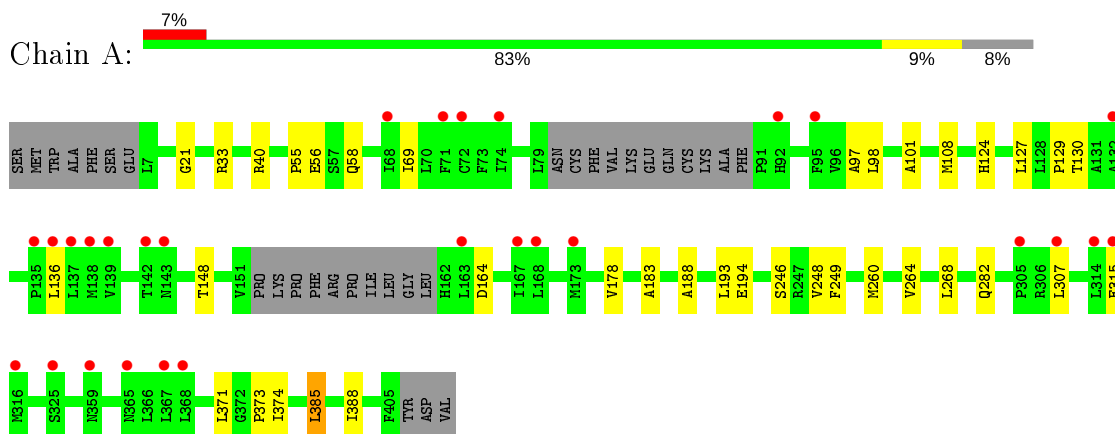 7%
Chain A:
83% 9% 8%
SER MET TRP ALA PHE SER GLU L7 G21 R33 R40 P55 E56 S57 Q58 I68 I69 L70 F71 C72 F73 I74 L79 ASN CYS PHE VAL LYS GLU GLN CYS LYS ALA PHE P91 H92 F95 V96 A97 L98 A101 M108 H124 L127 L128 P129 T130 A131 A132
P135 L136 L137 M138 V139 T142 N143 T148 V151 PRO LYS PRO PHE ARG PRO ILE LEU GLY LEU H162 L163 D164 I167 L168 M173 V178 A183 A188 L193 E194 S246 R247 V248 F249 M260 V264 L268 Q282 P305 R306 L307 L314
M316 S325 N359 N365 L366 L367 L368 L371 G372 P373 I374 L385 I388 F405 TYR ASP VAL